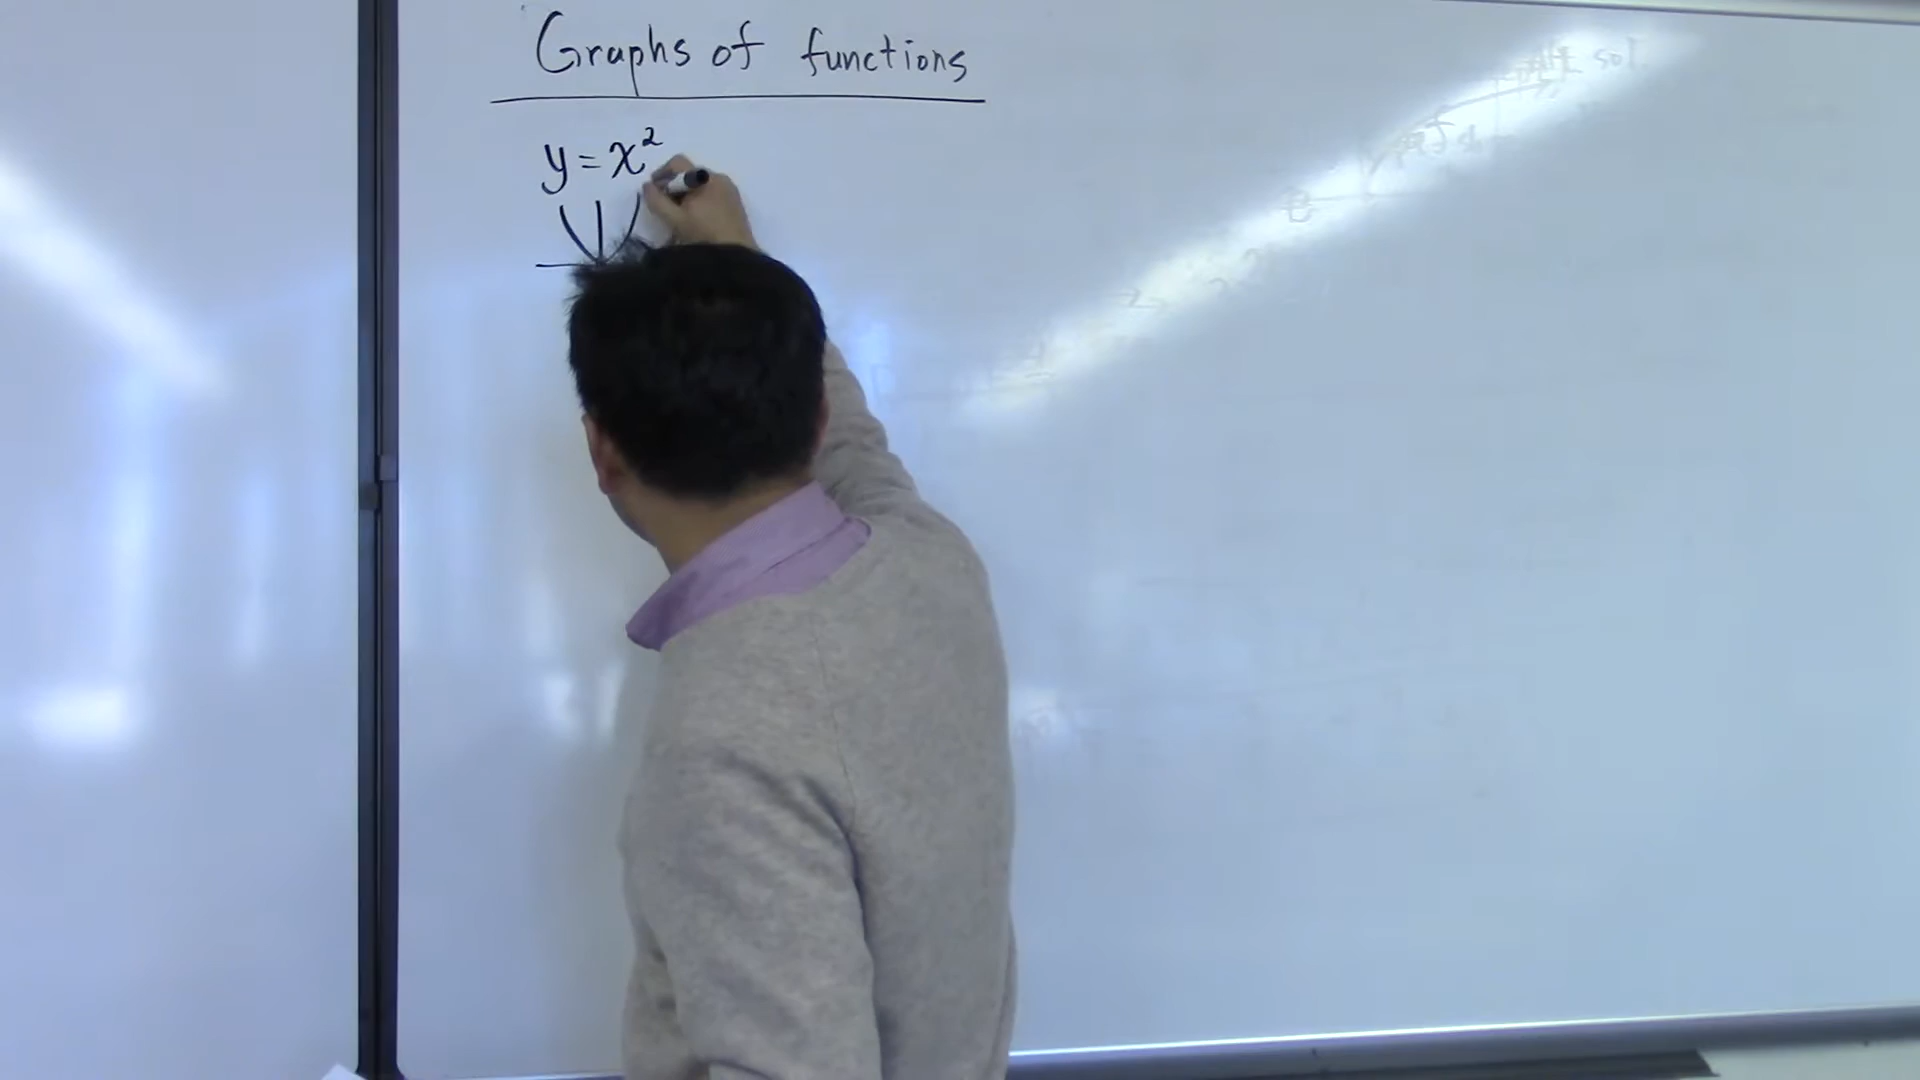 Graphs of functions
y = x²